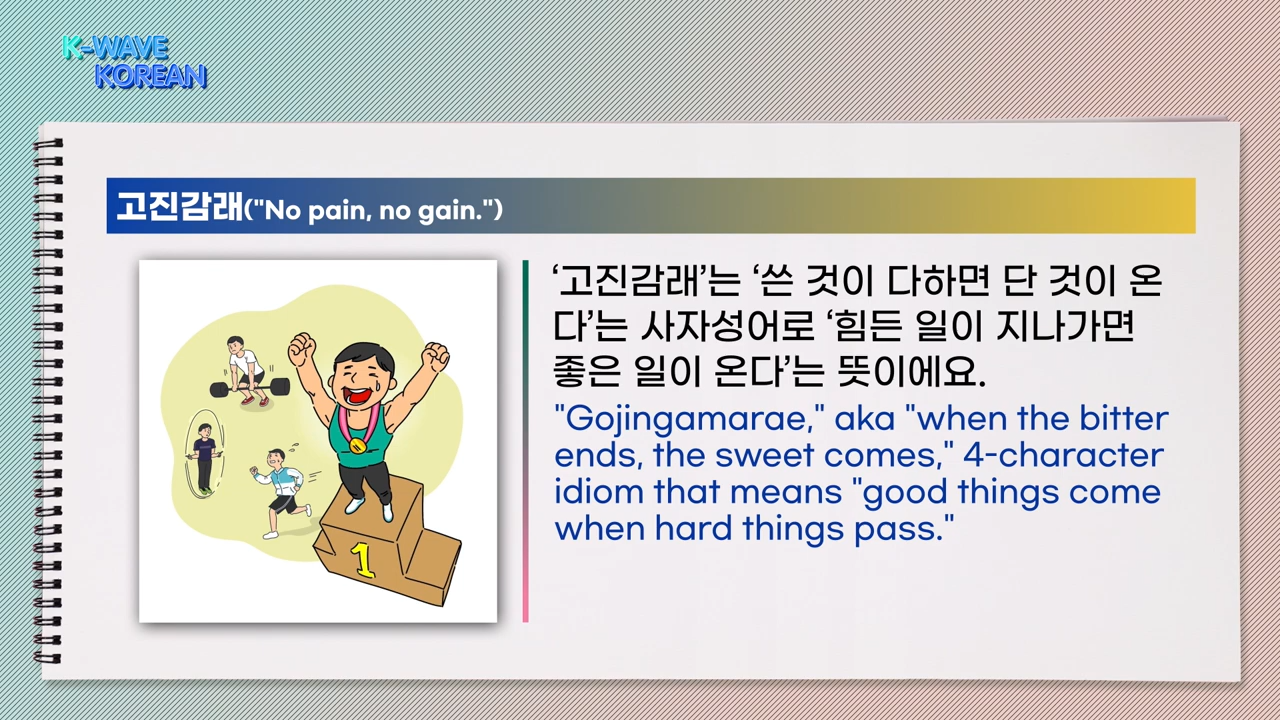 K-WAVE
KOREAN
고진감래("No pain, no gain.")
‘고진감래’는 ‘쓴 것이 다하면 단 것이 온
다’는 사자성어로 ‘힘든 일이 지나가면
좋은 일이 온다’는 뜻이에요.
"Gojingamarae," aka "when the bitter
ends, the sweet comes," 4-character
idiom that means "good things come
when hard things pass."
1